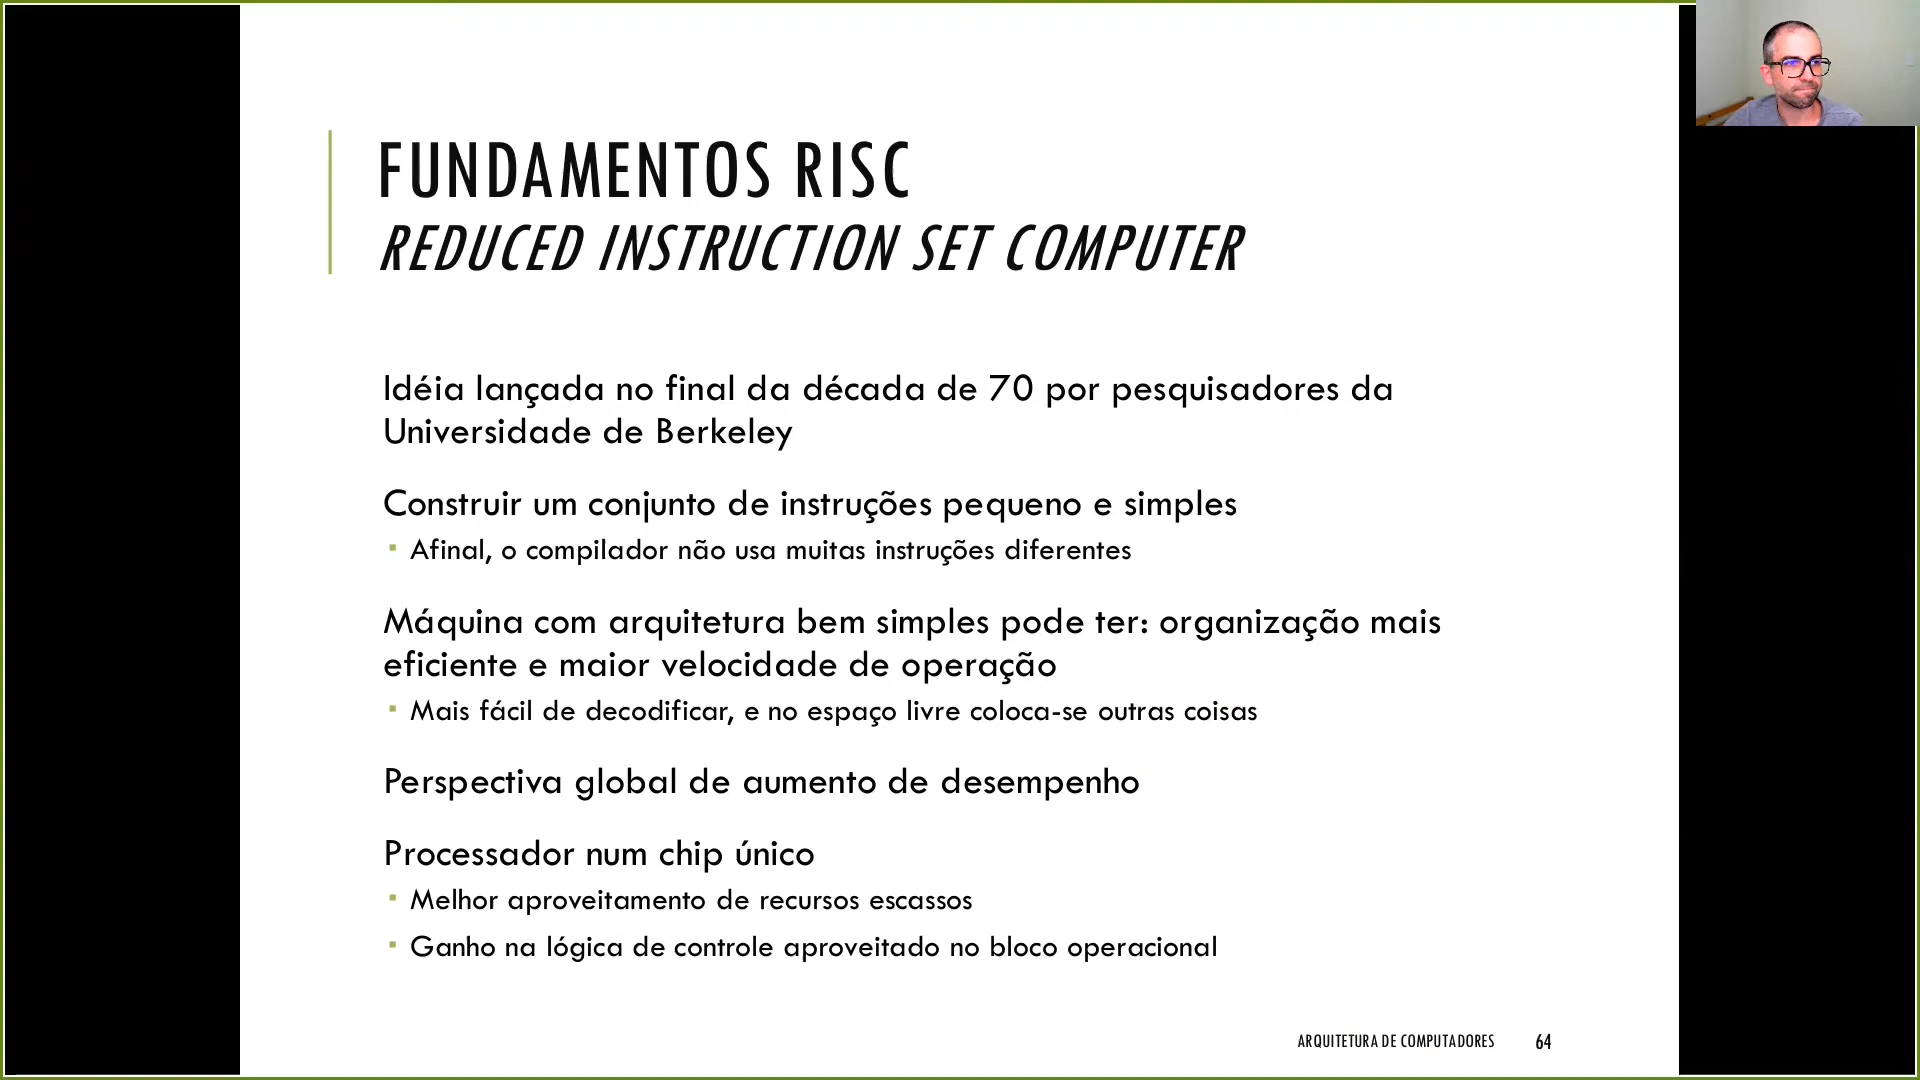 FUNDAMENTOS RISC
REDUCED INSTRUCTION SET COMPUTER
Idéia lançada no final da década de 70 por pesquisadores da
Universidade de Berkeley
Construir um conjunto de instruções pequeno e simples
▪ Afinal, o compilador não usa muitas instruções diferentes
Máquina com arquitetura bem simples pode ter: organização mais
eficiente e maior velocidade de operação
▪ Mais fácil de decodificar, e no espaço livre coloca-se outras coisas
Perspectiva global de aumento de desempenho
Processador num chip único
▪ Melhor aproveitamento de recursos escassos
▪ Ganho na lógica de controle aproveitado no bloco operacional
ARQUITETURA DE COMPUTADORES 64